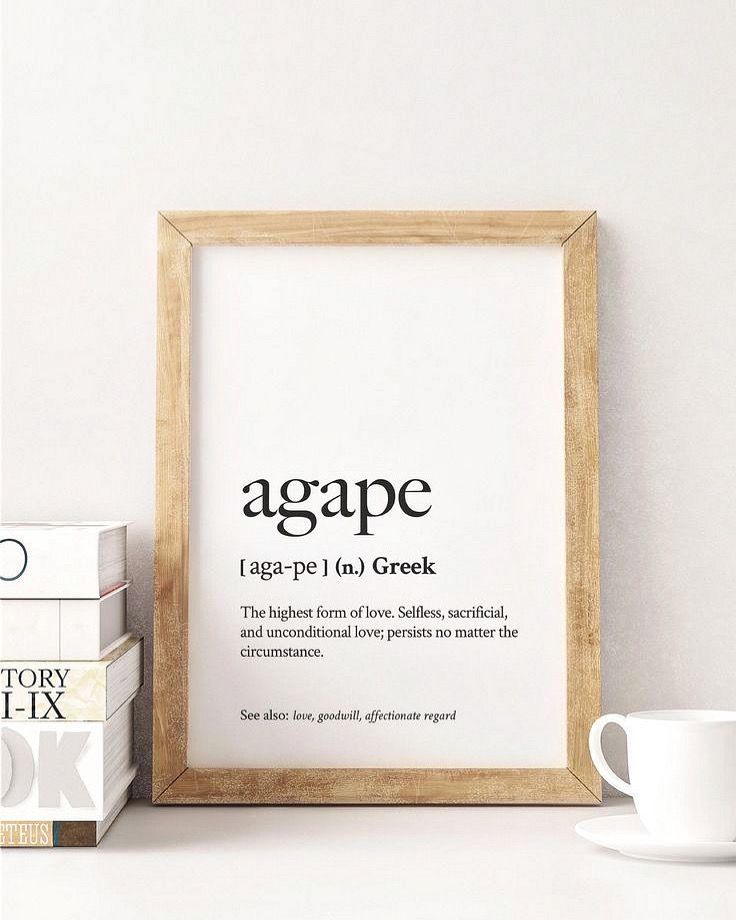 agape
[ aga-pe ] (n.) Greek
The highest form of love. Selfless, sacrificial,
and unconditional love; persists no matter the
circumstance.
See also: love, goodwill, affectionate regard
O
TORY
I-IX
OK
ETEUS